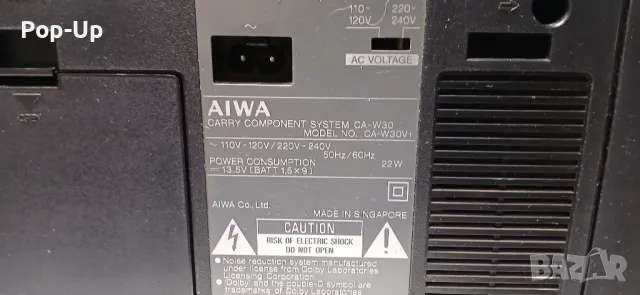 Pop-Up
110-
120V
220-
240V
AC VOLTAGE
OPEN
AIWA
CARRY COMPONENT SYSTEM CA-W30
MODEL NO. CA-W30V1
~ 110V-120V/220V-240V
50Hz/60Hz
POWER CONSUMPTION 22W
13.5V [BATT 1.5×9]
AIWA Co., Ltd.
MADE IN SINGAPORE
CAUTION
RISK OF ELECTRIC SHOCK
DO NOT OPEN
• Noise reduction system manufactured
under license from Dolby Laboratories
Licensing Corporation.
• 'Dolby' and the double-D symbol are
trademarks of Dolby Laboratories
BAZAR